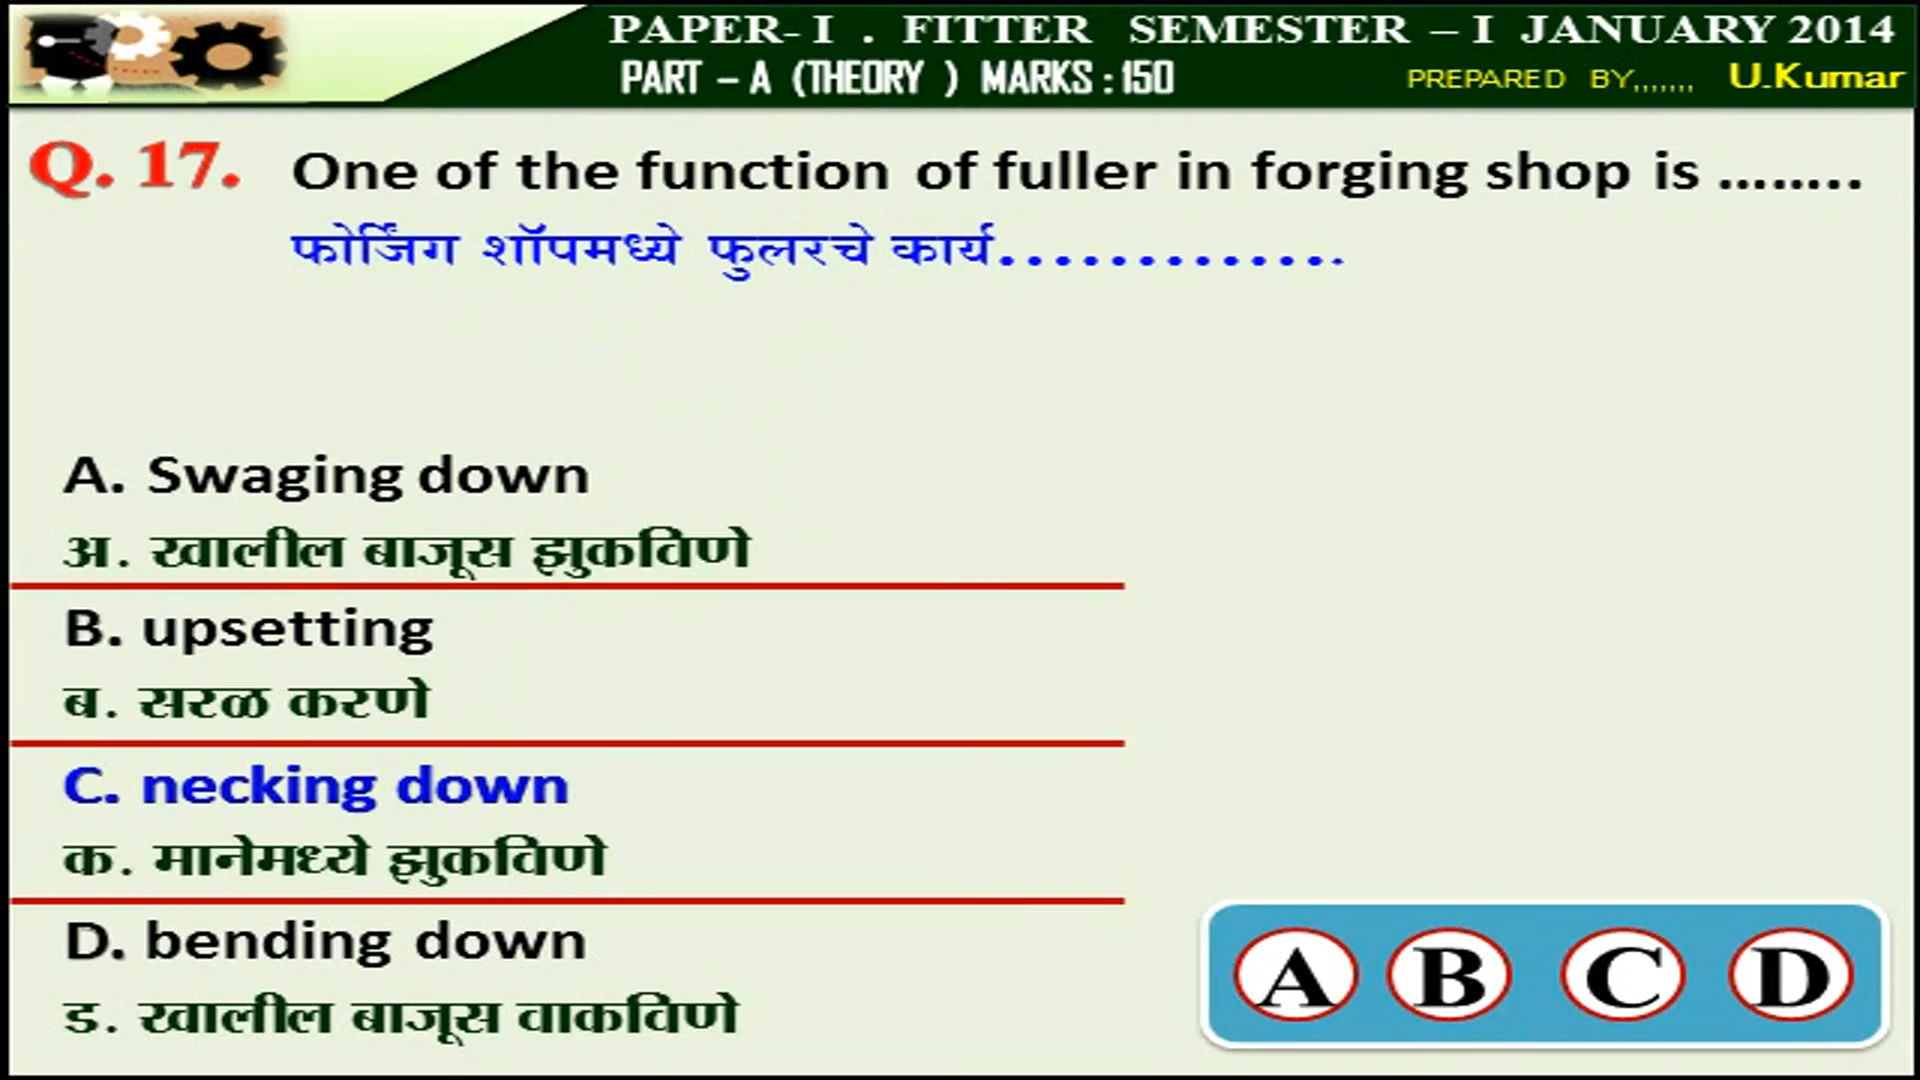 PAPER- I . FITTER SEMESTER – I JANUARY 2014
PART – A (THEORY ) MARKS : 150
PREPARED BY,,,,,,, U.Kumar
Q. 17. One of the function of fuller in forging shop is ........
फोर्जिंग शॉपमध्ये फुलरचे कार्य..............
A. Swaging down
अ. खालील बाजूस झुकविणे
B. upsetting
ब. सरळ करणे
C. necking down
क. मानेमध्ये झुकविणे
D. bending down
ड. खालील बाजूस वाकविणे
A B C D